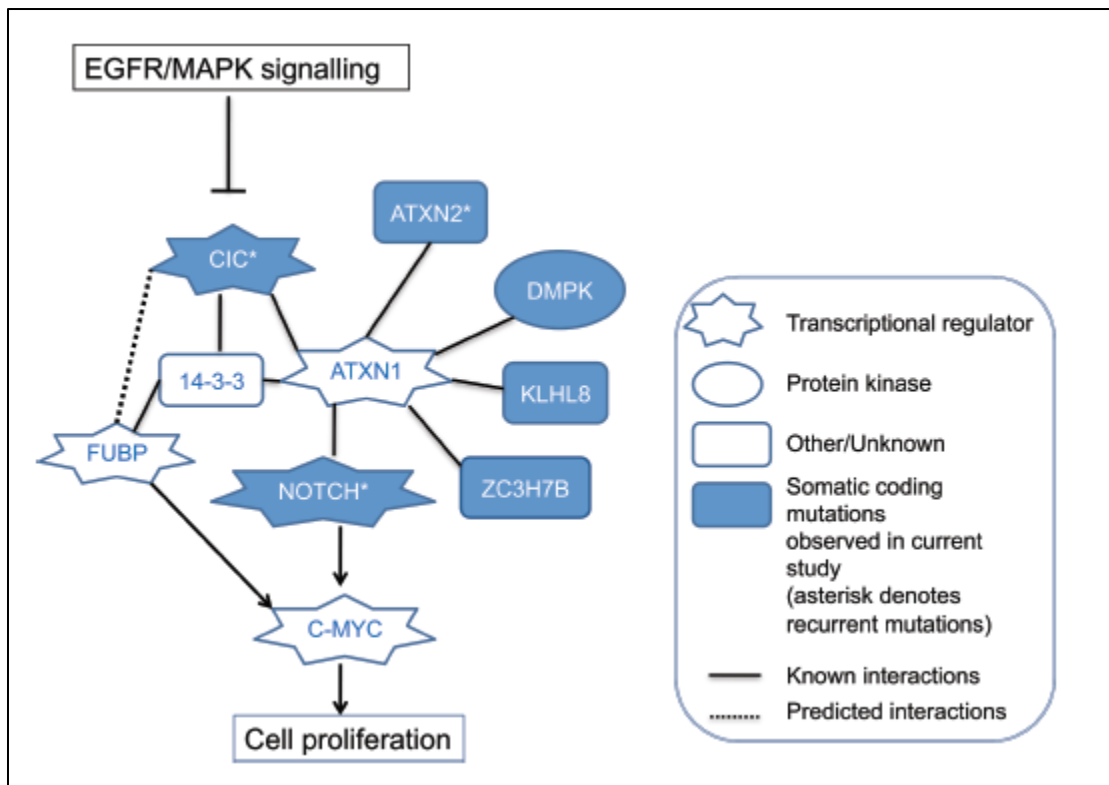 EGFR/MAPK signalling
ATXN2*
CIC*
DMPK
14-3-3
ATXN1
KLHL8
FUBP
NOTCH*
ZC3H7B
C-MYC
Cell proliferation
Transcriptional regulator
Protein kinase
Other/Unknown
Somatic coding
mutations
observed in current
study
(asterisk denotes
recurrent mutations)
Known interactions
Predicted interactions